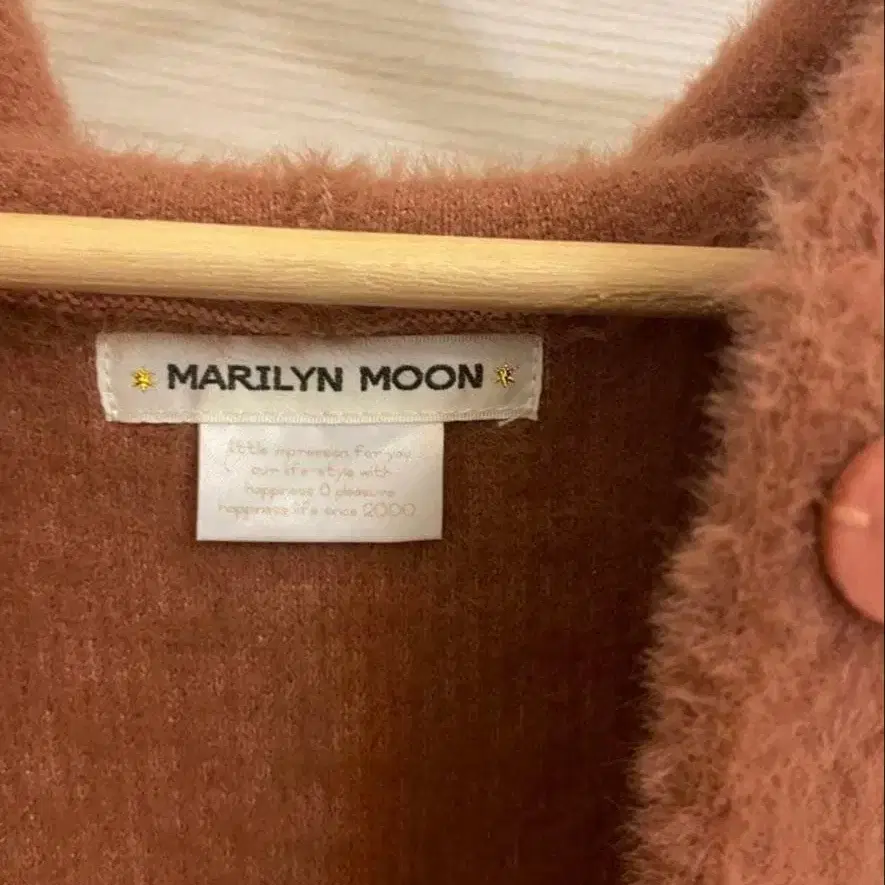 MARILYN MOON
little impression for you
our life style with
happiness & pleasure
happiness life since 2000